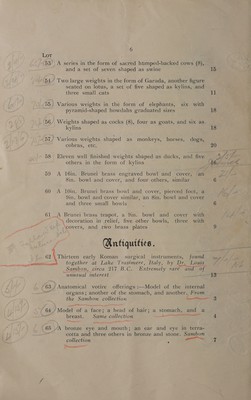 6
LOT
53 A series in the form of sacred humped-backed cows (8),
and a set of seven shaped as swine 15
54 Two large weights in the form of Garuda, another figure
seated on lotus, a set of five shaped as kylins, and
three small cats 11
55 Various weights in the form of elephants, six with
pyramid-shaped howdahs graduated sizes 18
56 Weights shaped as cocks (8), four as goats, and six as
kylins 18
57 Various weights shaped as monkeys, horses, dogs,
cobras, etc. 20
58 Eleven well finished weights shaped as ducks, and five
others in the form of kylins 16
59 A 10in. Brunei brass engraved bowl and cover, an
8in. bowl and cover, and four others, similar 6
60 A 10in. Brunei brass bowl and cover, pierced foot, a
9in. bowl and cover similar, an 8in. bowl and cover
and three small bowls 6
61 A Brunei brass teapot, a 8in. bowl and cover with
decoration in relief, five other bowls, three with
covers, and two brass plates 9
Antiquities.
62 Thirteen early Roman surgical instruments, found
together at Lake Trasimere, Italy, by Dr. Louis
Sambon, circa 217 B.C. Extremely rare and of
unusual interest 13
63 Anatomical votive offerings:—Model of the internal
organs; another of the stomach, and another. From
the Sambon collection 3
64 Model of a face; a head of hair; a stomach, and a
breast. Same collection 4
65 A bronze eye and mouth; an ear and eye in terra-
cotta and three others in bronze and stone. Sambon
collection 7